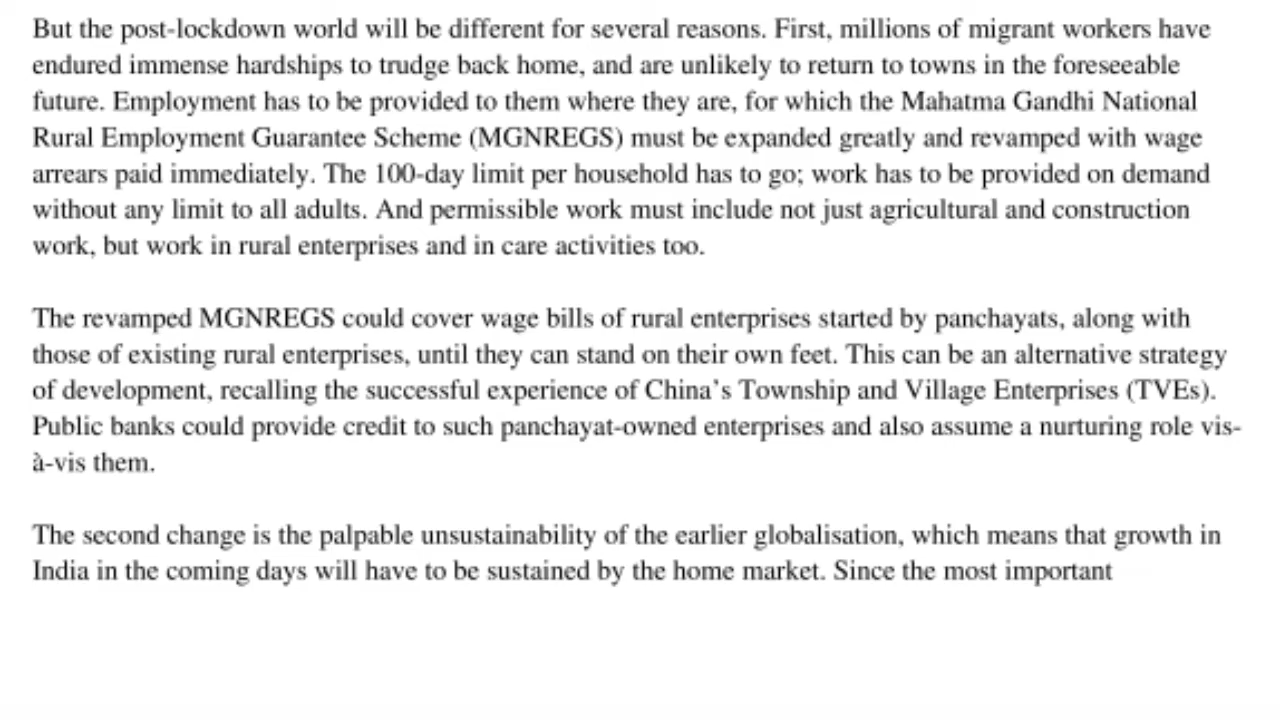 But the post-lockdown world will be different for several reasons. First, millions of migrant workers have
endured immense hardships to trudge back home, and are unlikely to return to towns in the foreseeable
future. Employment has to be provided to them where they are, for which the Mahatma Gandhi National
Rural Employment Guarantee Scheme (MGNREGS) must be expanded greatly and revamped with wage
arrears paid immediately. The 100-day limit per household has to go; work has to be provided on demand
without any limit to all adults. And permissible work must include not just agricultural and construction
work, but work in rural enterprises and in care activities too.

The revamped MGNREGS could cover wage bills of rural enterprises started by panchayats, along with
those of existing rural enterprises, until they can stand on their own feet. This can be an alternative strategy
of development, recalling the successful experience of China's Township and Village Enterprises (TVEs).
Public banks could provide credit to such panchayat-owned enterprises and also assume a nurturing role vis-
à-vis them.

The second change is the palpable unsustainability of the earlier globalisation, which means that growth in
India in the coming days will have to be sustained by the home market. Since the most important